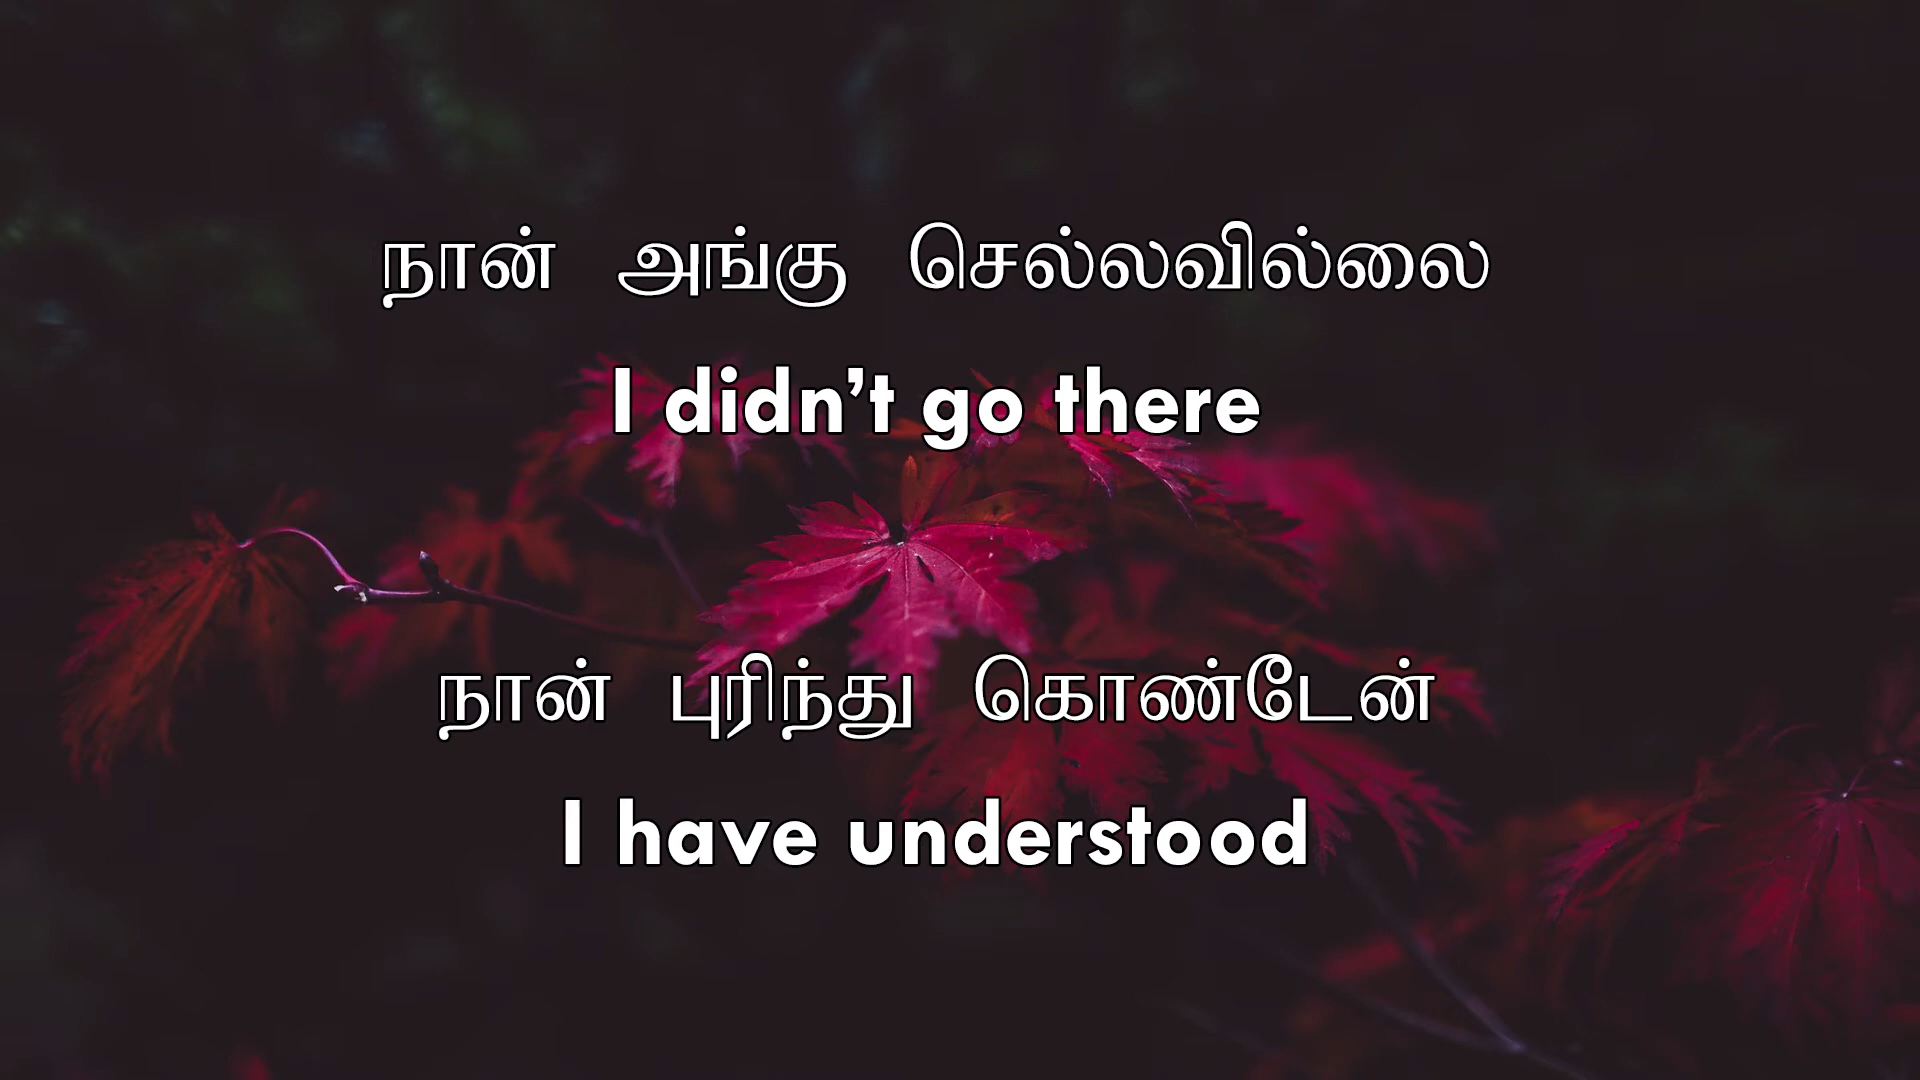 நான் அங்கு செல்லவில்லை
I didn’t go there
நான் புரிந்து கொண்டேன்
I have understood